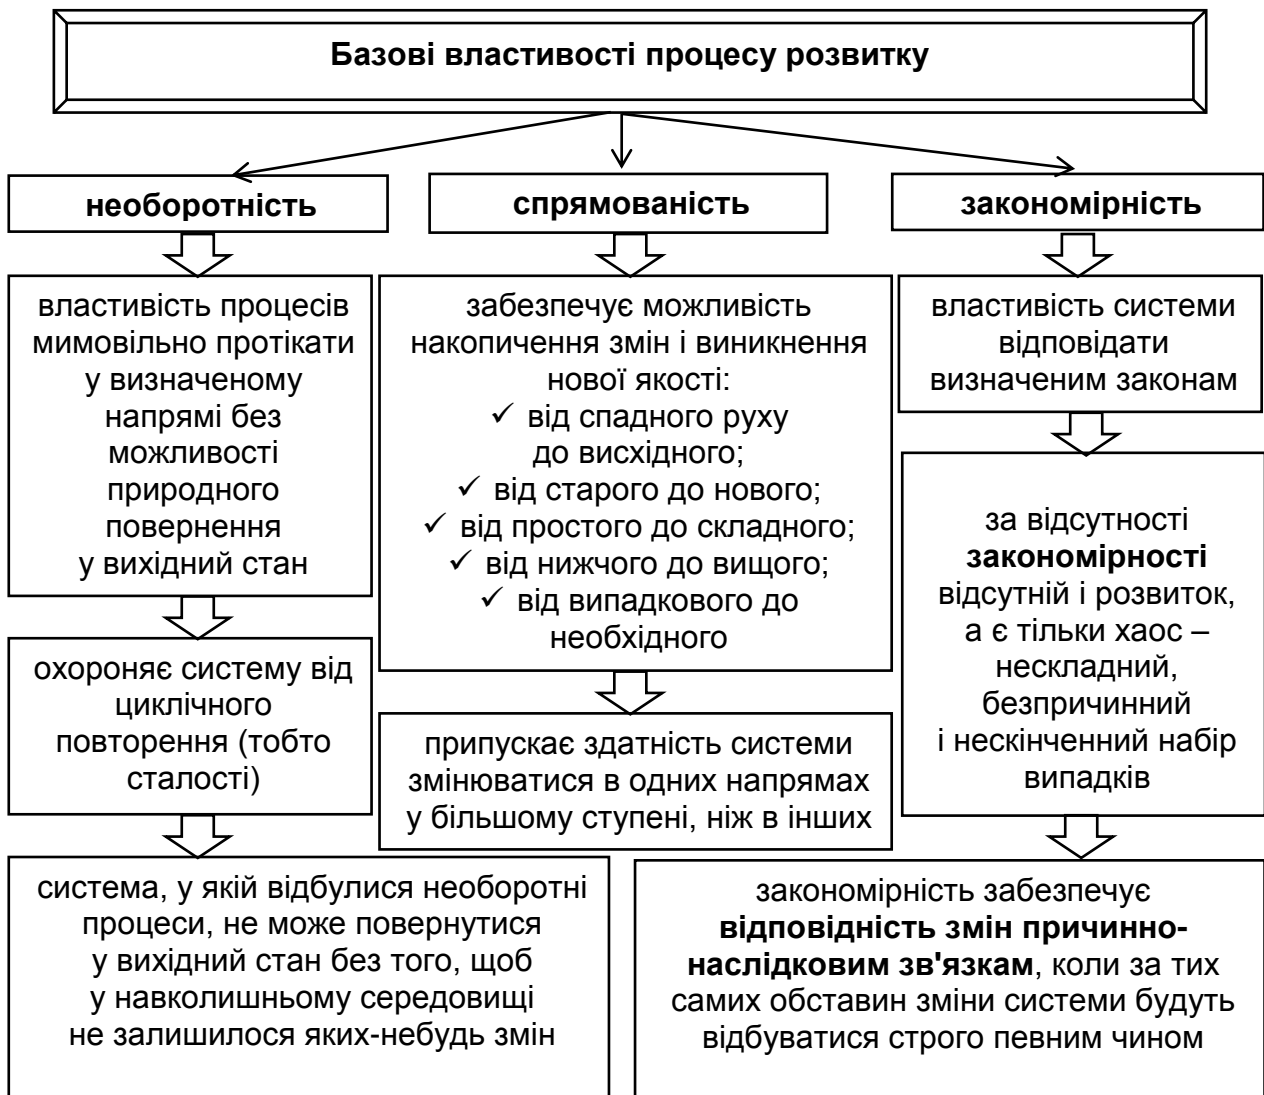 Базові властивості процесу розвитку
необоротність
властивість процесів
мимовільно протікати
у визначеному
напрямі без
можливості
природного
повернення
у вихідний стан
охороняє систему від
циклічного
повторення (тобто
сталості)
система, у якій відбулися необоротні
процеси, не може повернутися
у вихідний стан без того, щоб
у навколишньому середовищі
не залишилося яких-небудь змін
спрямованість
забезпечує можливість
накопичення змін і виникнення
нової якості:
✓ від спадного руху
до висхідного;
✓ від старого до нового;
✓ від простого до складного;
✓ від нижчого до вищого;
✓ від випадкового до
необхідного
припускає здатність системи
змінюватися в одних напрямах
у більшому ступені, ніж в інших
закономірність
властивість системи
відповідати
визначеним законам
за відсутності
закономірності
відсутній і розвиток,
а є тільки хаос –
нескладний,
безпричинний
і нескінченний набір
випадків
закономірність забезпечує
відповідність змін причинно-
наслідковим зв'язкам, коли за тих
самих обставин зміни системи будуть
відбуватися строго певним чином